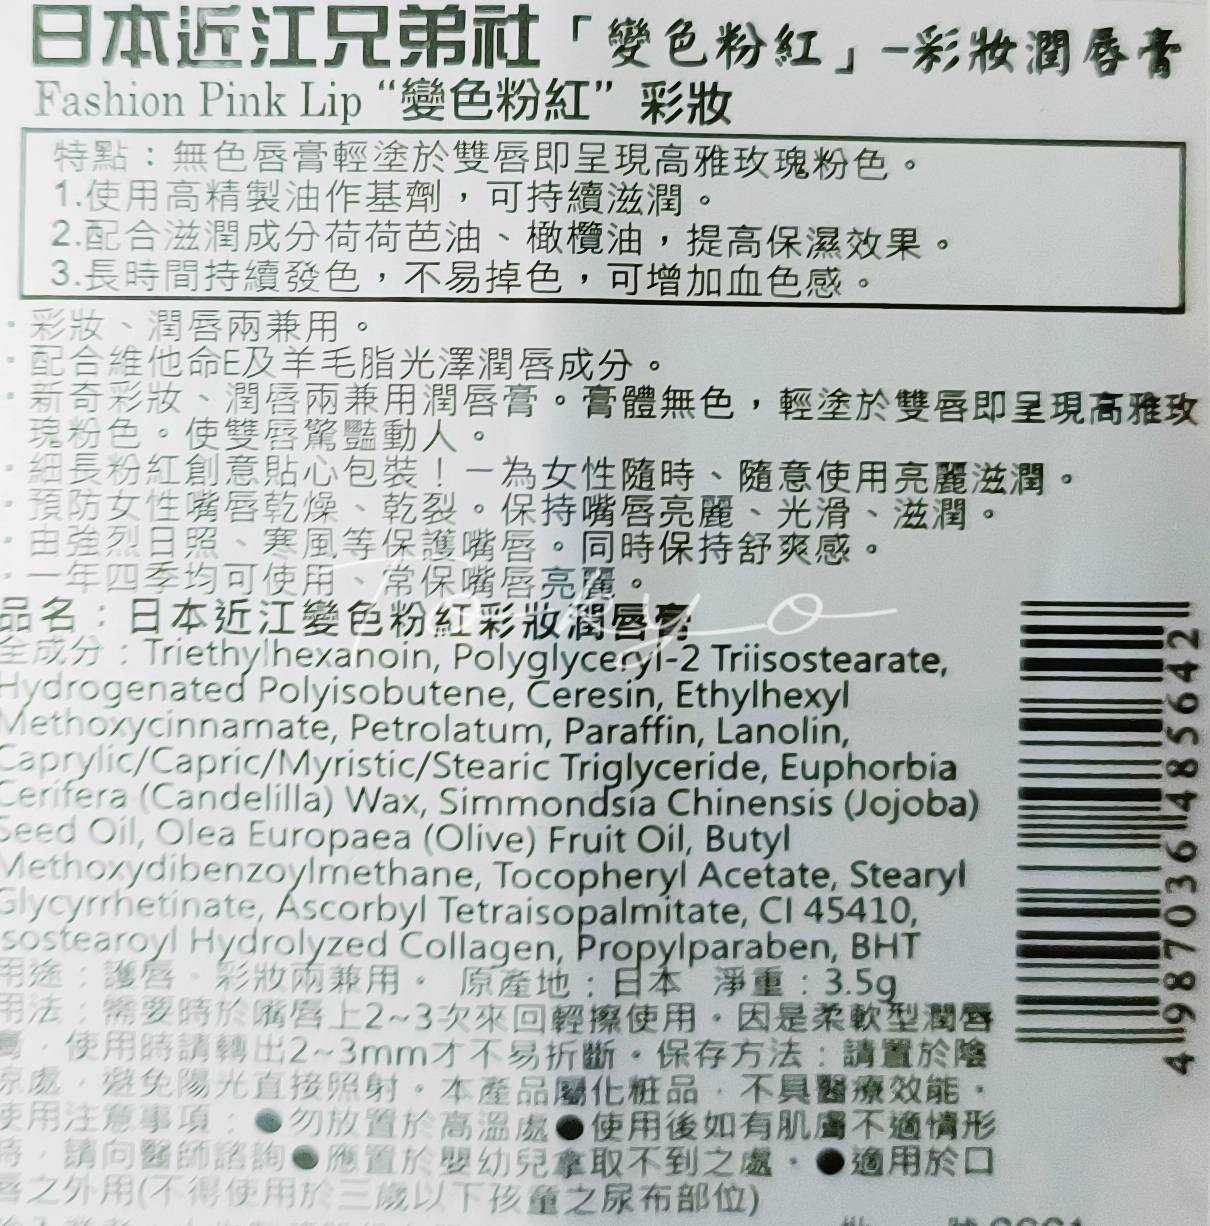 日本近江兄弟社「變色粉紅」-彩妝潤唇膏
Fashion Pink Lip “變色粉紅” 彩妝
特點：無色唇膏輕塗於雙唇即呈現高雅玫瑰粉色。
1.使用高精製油作基劑，可持續滋潤。
2.配合滋潤成分荷荷芭油、橄欖油，提高保濕效果。
3.長時間持續發色，不易掉色，可增加血色感。
·彩妝、潤唇兩兼用。
·配合維他命E及羊毛脂光澤潤唇成分。
·新奇彩妝、潤唇兩兼用潤唇膏。膏體無色，輕塗於雙唇即呈現高雅玫
瑰粉色。使雙唇驚豔動人。
·細長粉紅創意貼心包裝！一為女性隨時、隨意使用亮麗滋潤。
·預防女性嘴唇乾燥、乾裂。保持嘴唇亮麗、光滑、滋潤。
·由強烈日照、寒風等保護嘴唇。同時保持舒爽感。
·一年四季均可使用、常保嘴唇亮麗。
Tokyo
品名：日本近江變色粉紅彩妝潤唇膏
全成分：Triethylhexanoin, Polyglyceryl-2 Triisostearate,
Hydrogenated Polyisobutene, Ceresin, Ethylhexyl
Methoxycinnamate, Petrolatum, Paraffin, Lanolin,
Caprylic/Capric/Myristic/Stearic Triglyceride, Euphorbia
Cerifera (Candelilla) Wax, Simmondsia Chinensis (Jojoba)
Seed Oil, Olea Europaea (Olive) Fruit Oil, Butyl
Methoxydibenzoylmethane, Tocopheryl Acetate, Stearyl
Glycyrrhetinate, Ascorbyl Tetraisopalmitate, CI 45410,
Isostearoyl Hydrolyzed Collagen, Propylparaben, BHT
用途：護唇、彩妝兩兼用。 原產地：日本 淨重：3.5g
用法：需要時於嘴唇上2~3次來回輕擦使用。因是柔軟型潤唇
膏，使用時請轉出2~3mm才不易折斷。保存方法：請置於陰
涼處，避免陽光直接照射。本產品屬化粧品，不具醫療效能。
使用注意事項：●勿放置於高溫處●使用後如有肌膚不適情形
時，請向醫師諮詢●應置於嬰幼兒拿取不到之處。●適用於口
唇之外用(不得使用於三歲以下孩童之尿布部位)
4987036485642